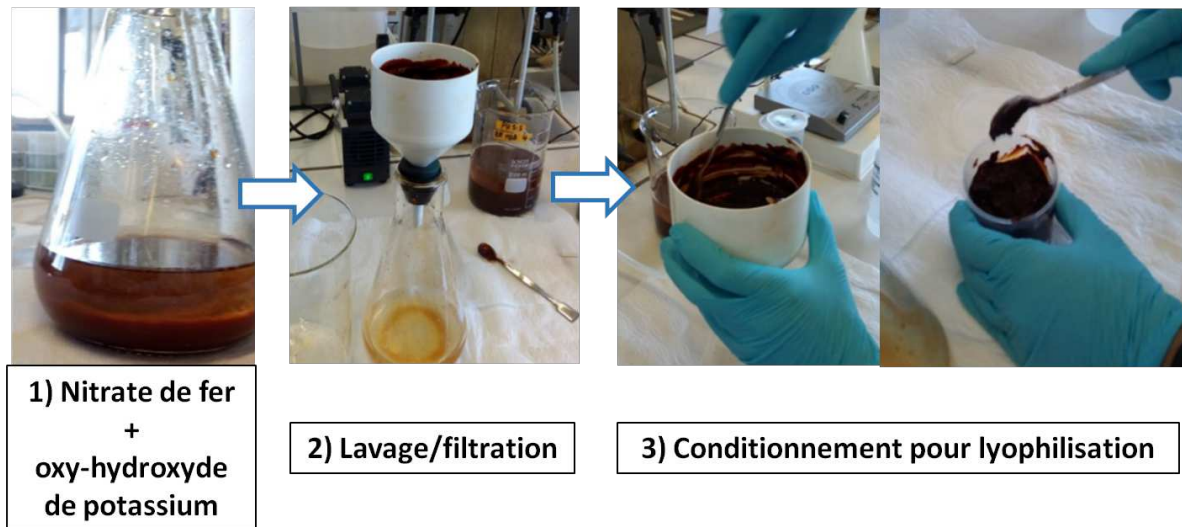 1) Nitrate de fer
+
oxy-hydroxyde
de potassium
2) Lavage/filtration
3) Conditionnement pour lyophilisation